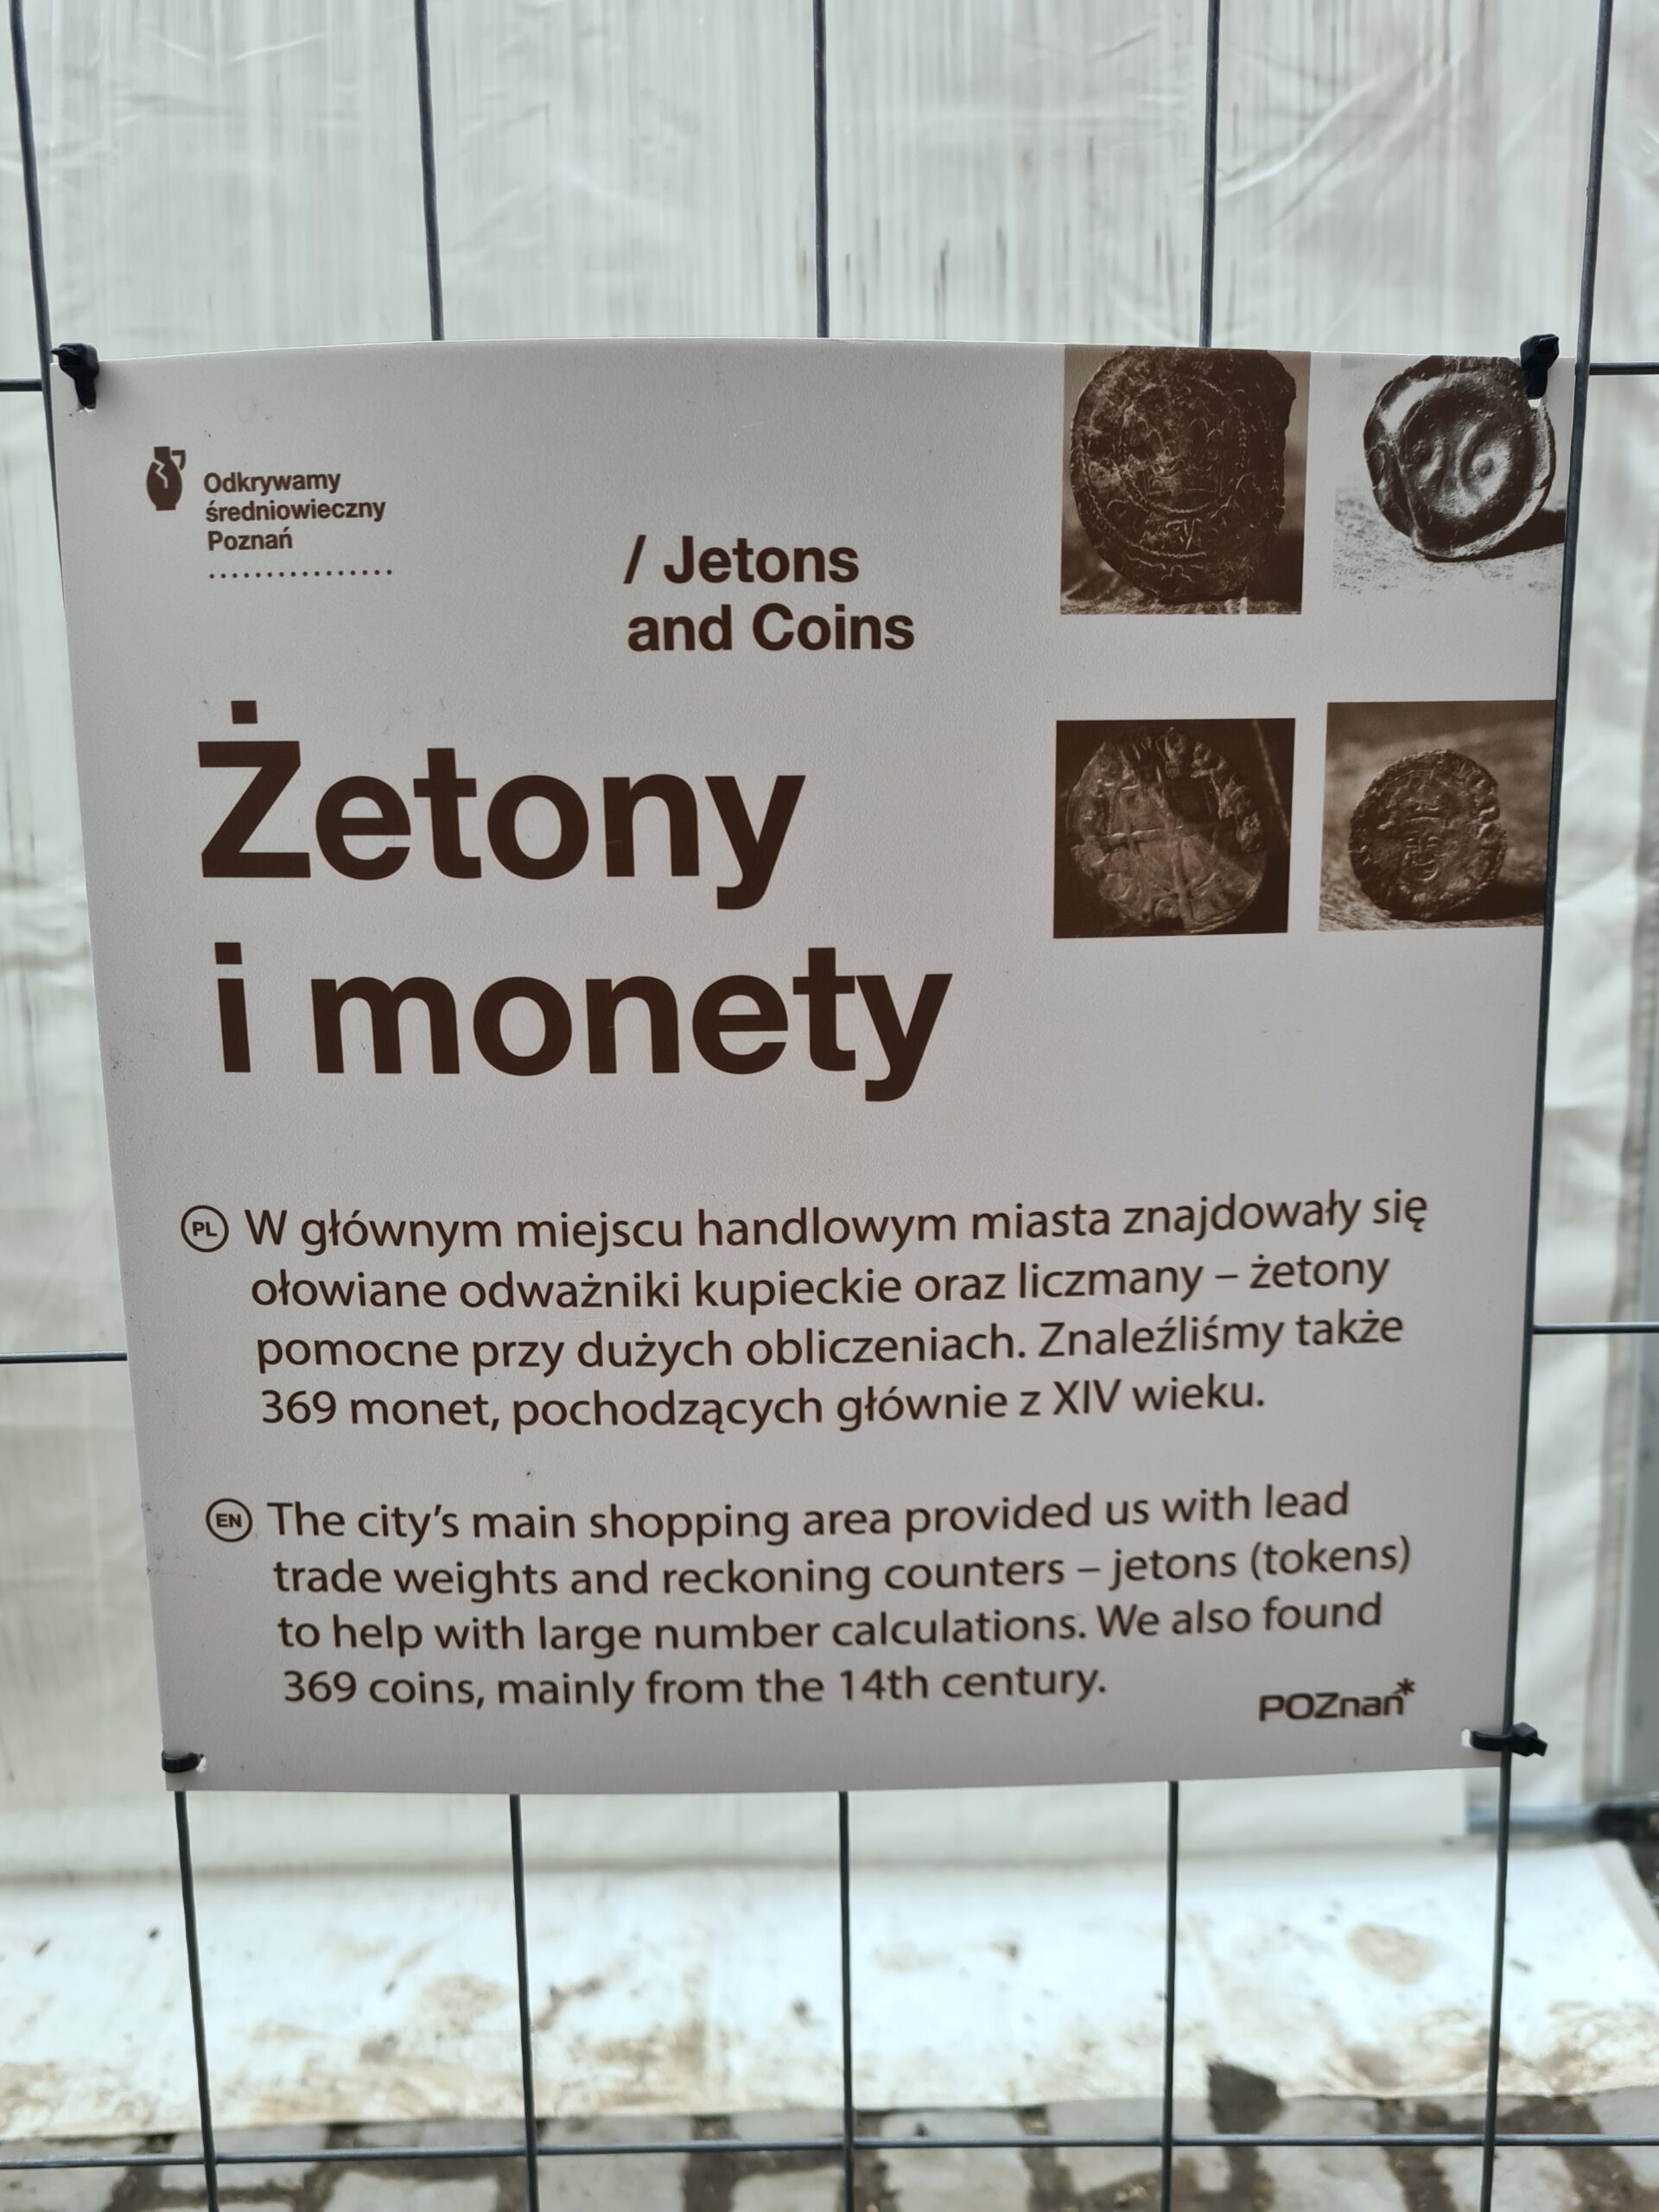 Odkrywamy
średniowieczny
Poznań
/ Jetons
and Coins
Żetony
i monety
PL W głównym miejscu handlowym miasta znajdowały się
ołowiane odważniki kupieckie oraz liczmany – żetony
pomocne przy dużych obliczeniach. Znaleźliśmy także
369 monet, pochodzących głównie z XIV wieku.
EN The city's main shopping area provided us with lead
trade weights and reckoning counters – jetons (tokens)
to help with large number calculations. We also found
369 coins, mainly from the 14th century.
POZnań*